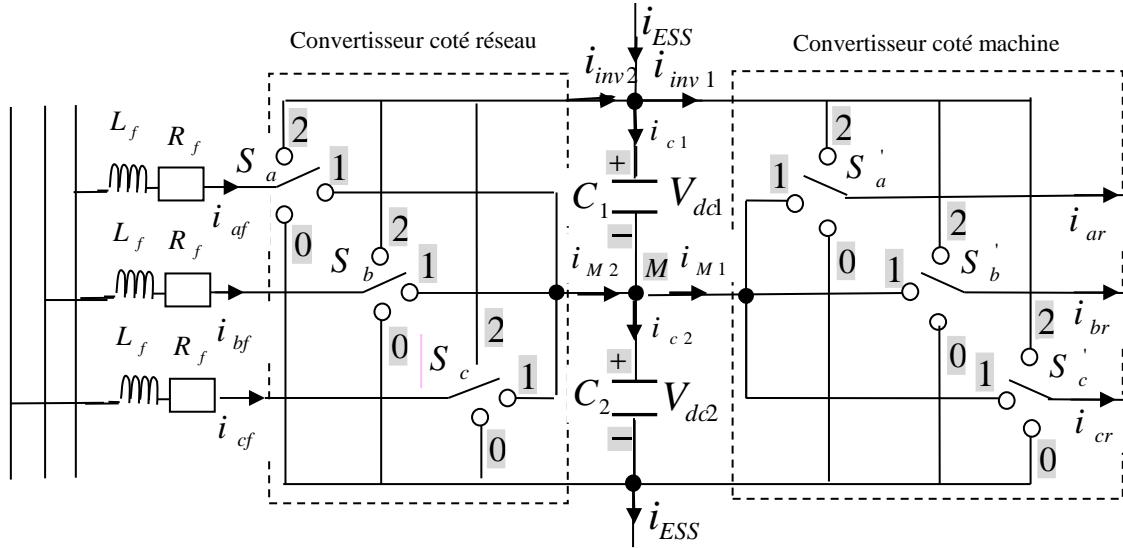 i_ESS
Convertisseur coté réseau
Convertisseur coté machine
i_inv2 i_inv1
L_f R_f S_a 2 1 0 i_af
i_c1
+ C_1 V_dc1 −
2 S'_a 1 0 i_ar
L_f R_f S_b 2 1 0 i_bf
i_M2 M i_M1
2 S'_b 1 0 i_br
i_c2
L_f R_f S_c 2 1 0 i_cf
+ C_2 V_dc2 −
2 S'_c 1 0 i_cr
i_ESS